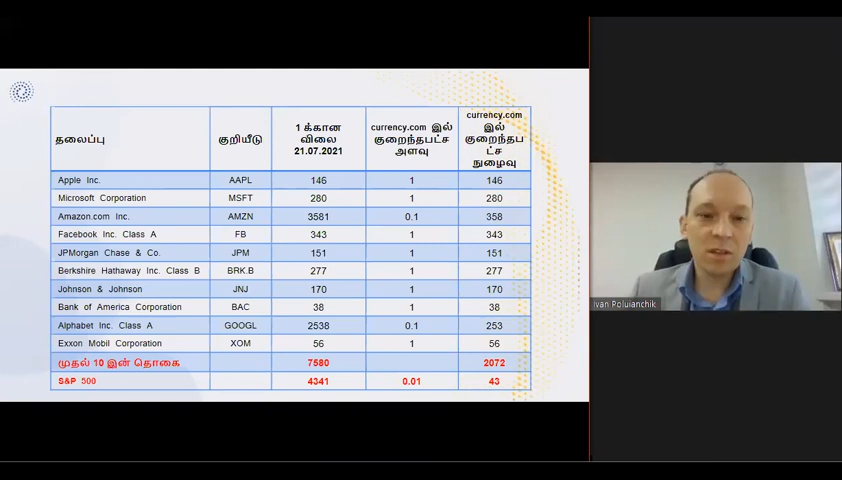 தலைப்பு குறியீடு 1 க்கான விலை 21.07.2021 currency.com இல் குறைந்தபட்ச அளவு currency.com இல் குறைந்தபட்ச நுழைவு
Apple Inc. AAPL 146 1 146
Microsoft Corporation MSFT 280 1 280
Amazon.com Inc. AMZN 3581 0.1 358
Facebook Inc. Class A FB 343 1 343
JPMorgan Chase & Co. JPM 151 1 151
Berkshire Hathaway Inc. Class B BRK.B 277 1 277
Johnson & Johnson JNJ 170 1 170
Bank of America Corporation BAC 38 1 38
Alphabet Inc. Class A GOOGL 2538 0.1 253
Exxon Mobil Corporation XOM 56 1 56
முதல் 10 இன் தொகை 7580 2072
S&P 500 4341 0.01 43
Ivan Poluianchik